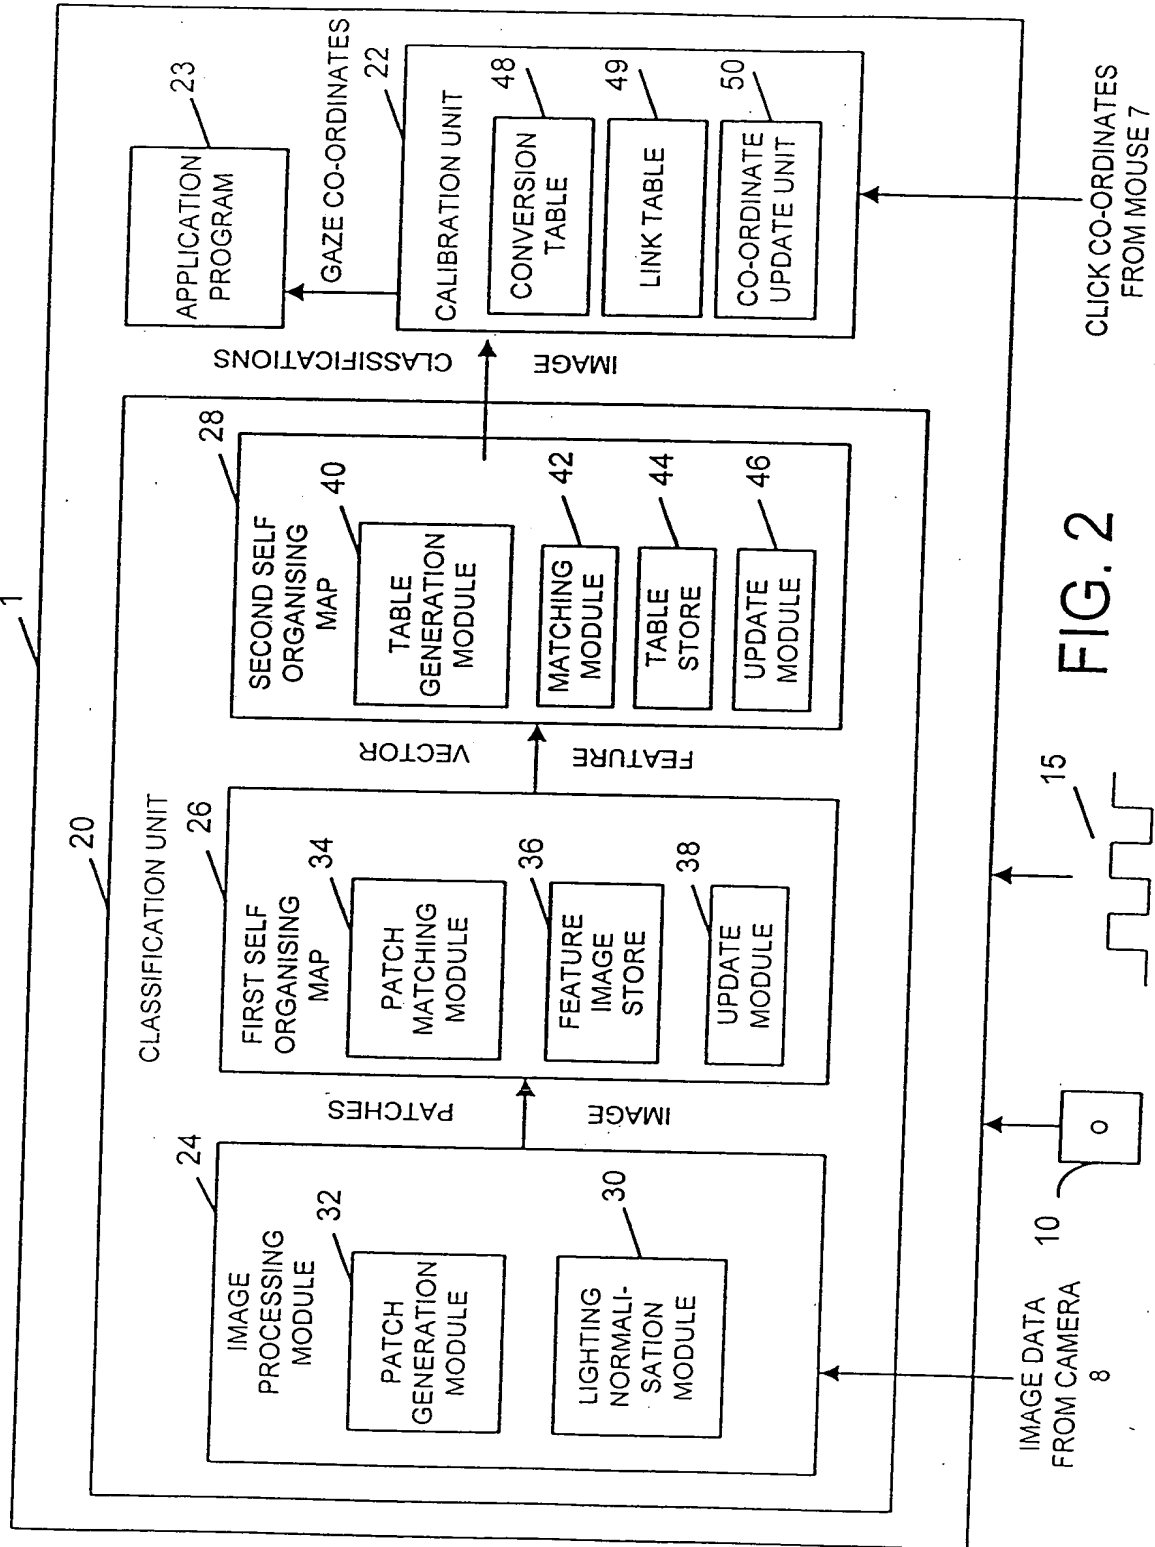 1
20
CLASSIFICATION UNIT
24
IMAGE
PROCESSING
MODULE
32
PATCH
GENERATION
MODULE
30
LIGHTING
NORMALI-
SATION
MODULE
PATCHES
IMAGE
26
FIRST SELF
ORGANISING
MAP
34
PATCH
MATCHING
MODULE
36
FEATURE
IMAGE
STORE
38
UPDATE
MODULE
VECTOR
FEATURE
28
SECOND SELF
ORGANISING
MAP
40
TABLE
GENERATION
MODULE
42
MATCHING
MODULE
44
TABLE
STORE
46
UPDATE
MODULE
CLASSIFICATIONS
IMAGE
23
APPLICATION
PROGRAM
GAZE CO-ORDINATES
22
CALIBRATION UNIT
48
CONVERSION
TABLE
49
LINK TABLE
50
CO-ORDINATE
UPDATE UNIT
IMAGE DATA
FROM CAMERA
8
10
15
CLICK CO-ORDINATES
FROM MOUSE 7
FIG. 2